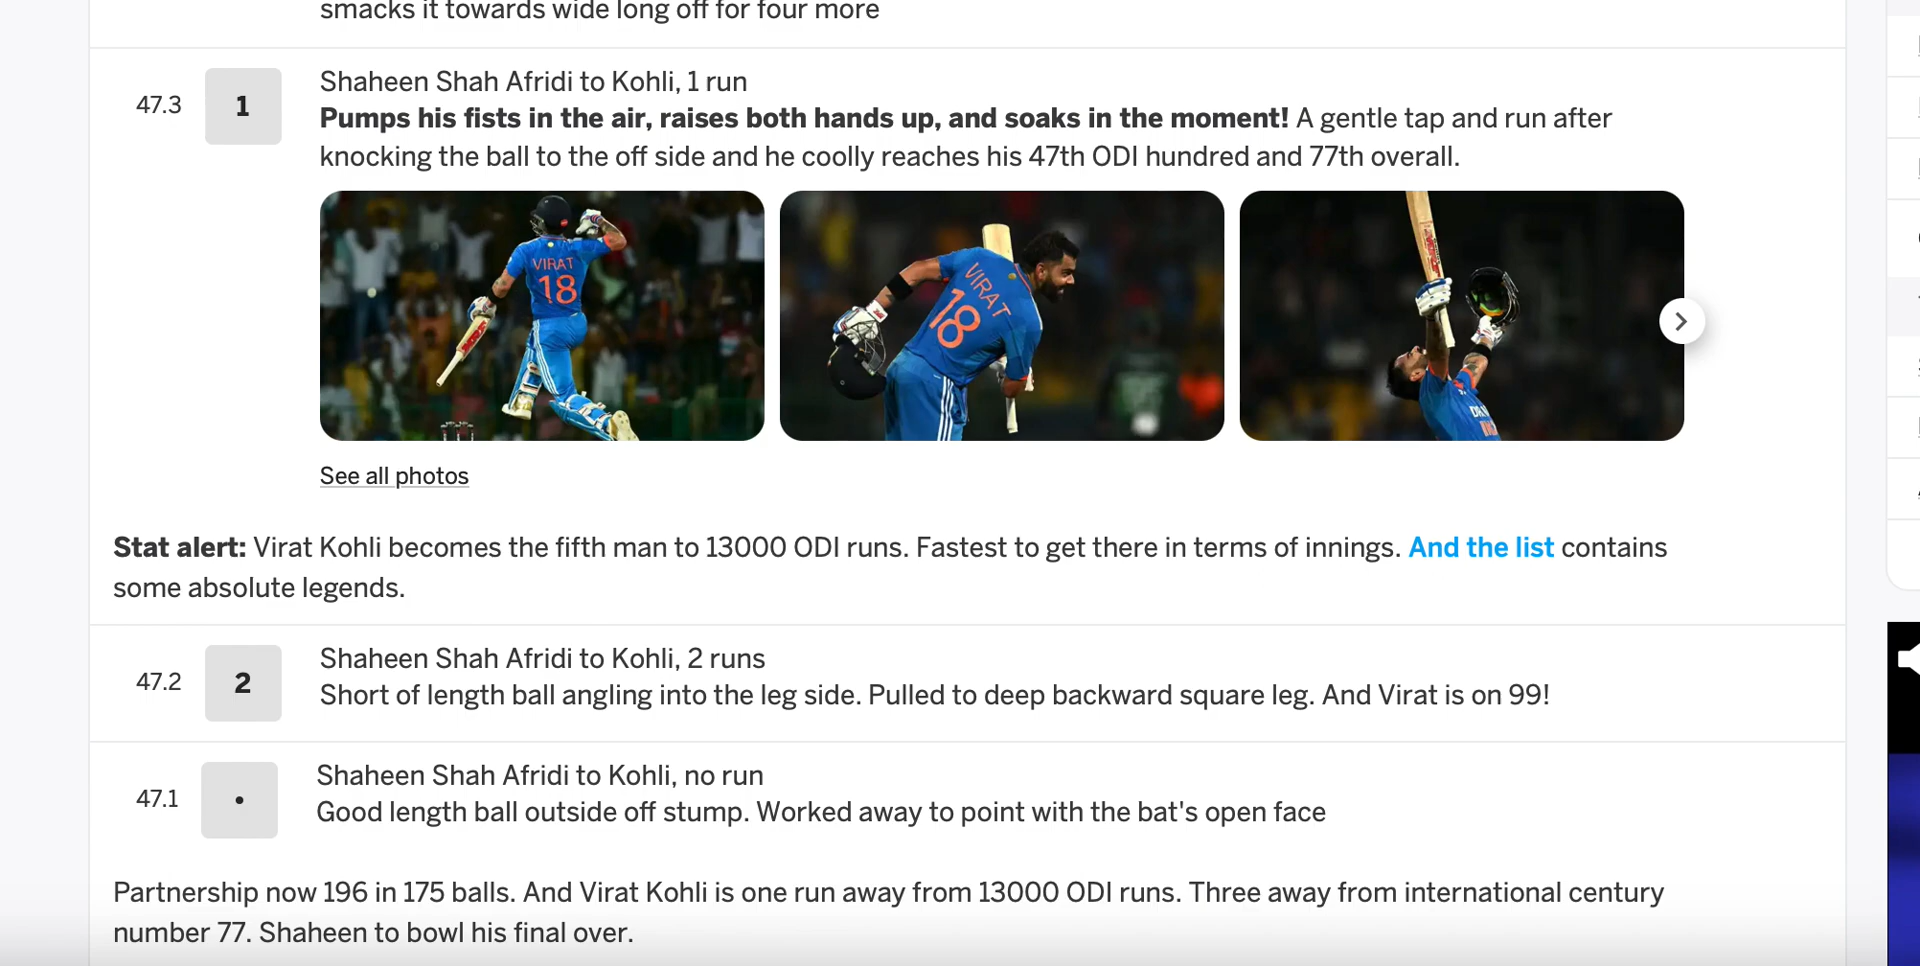 smacks it towards wide long off for four more
47.3
1
Shaheen Shah Afridi to Kohli, 1 run
Pumps his fists in the air, raises both hands up, and soaks in the moment! A gentle tap and run after
knocking the ball to the off side and he coolly reaches his 47th ODI hundred and 77th overall.
VIRAT
18
VIRAT
18
See all photos
Stat alert: Virat Kohli becomes the fifth man to 13000 ODI runs. Fastest to get there in terms of innings. And the list contains
some absolute legends.
47.2
2
Shaheen Shah Afridi to Kohli, 2 runs
Short of length ball angling into the leg side. Pulled to deep backward square leg. And Virat is on 99!
47.1
•
Shaheen Shah Afridi to Kohli, no run
Good length ball outside off stump. Worked away to point with the bat's open face
Partnership now 196 in 175 balls. And Virat Kohli is one run away from 13000 ODI runs. Three away from international century
number 77. Shaheen to bowl his final over.